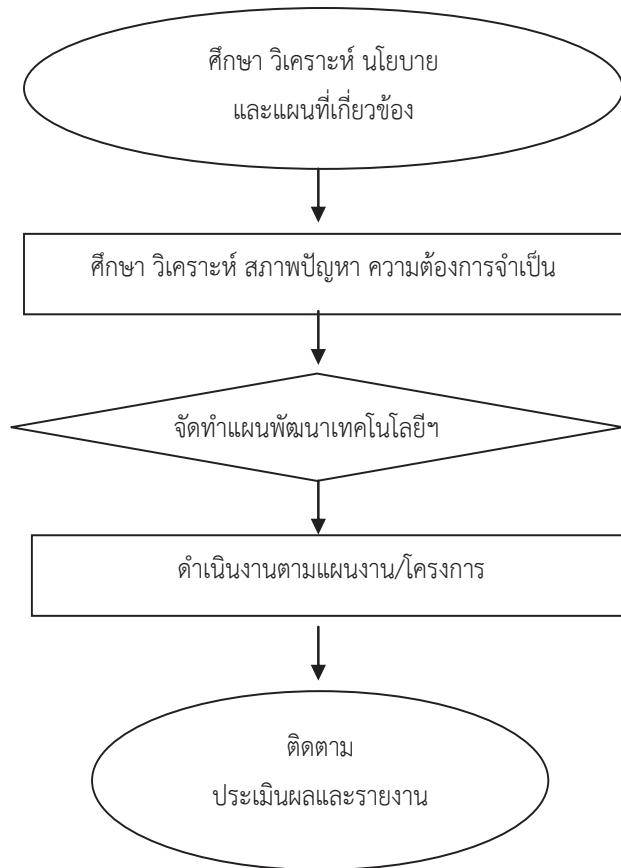 ศึกษา วิเคราะห์ นโยบาย
และแผนที่เกี่ยวข้อง
ศึกษา วิเคราะห์ สภาพปัญหา ความต้องการจำเป็น
จัดทำแผนพัฒนาเทคโนโลยีฯ
ดำเนินงานตามแผนงาน/โครงการ
ติดตาม
ประเมินผลและรายงาน